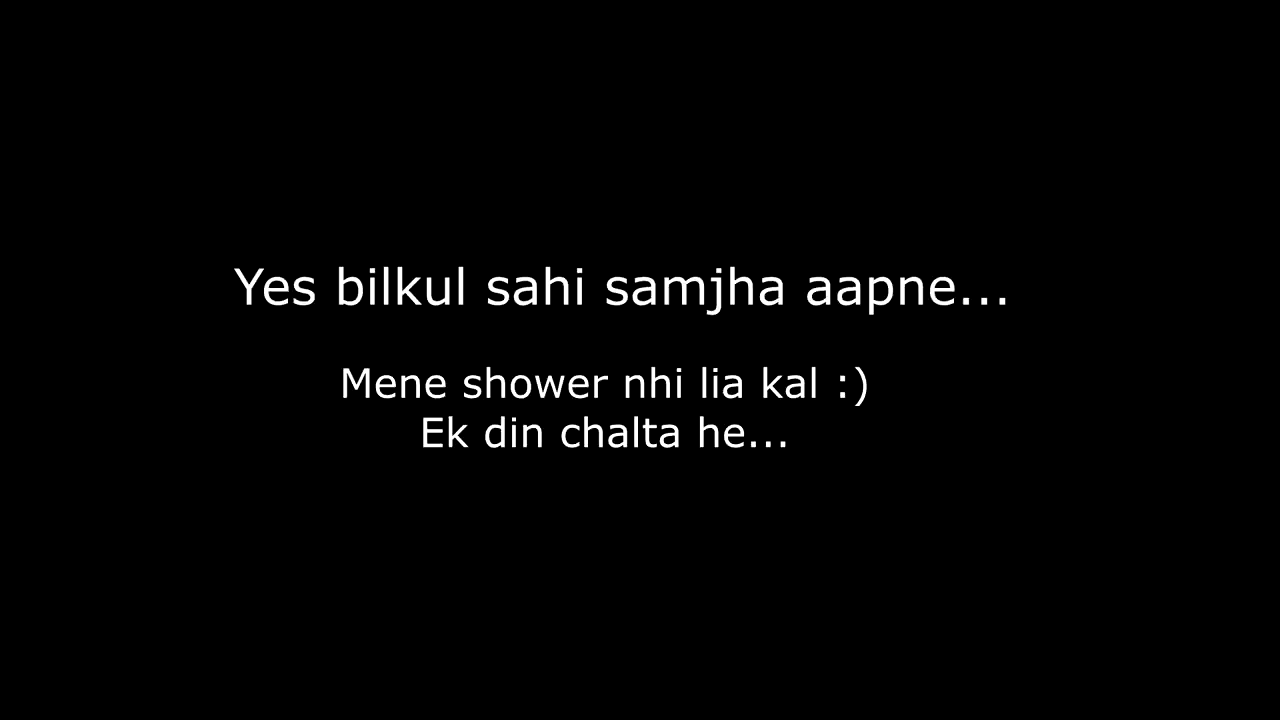 Yes bilkul sahi samjha aapne...
Mene shower nhi lia kal :)
Ek din chalta he...